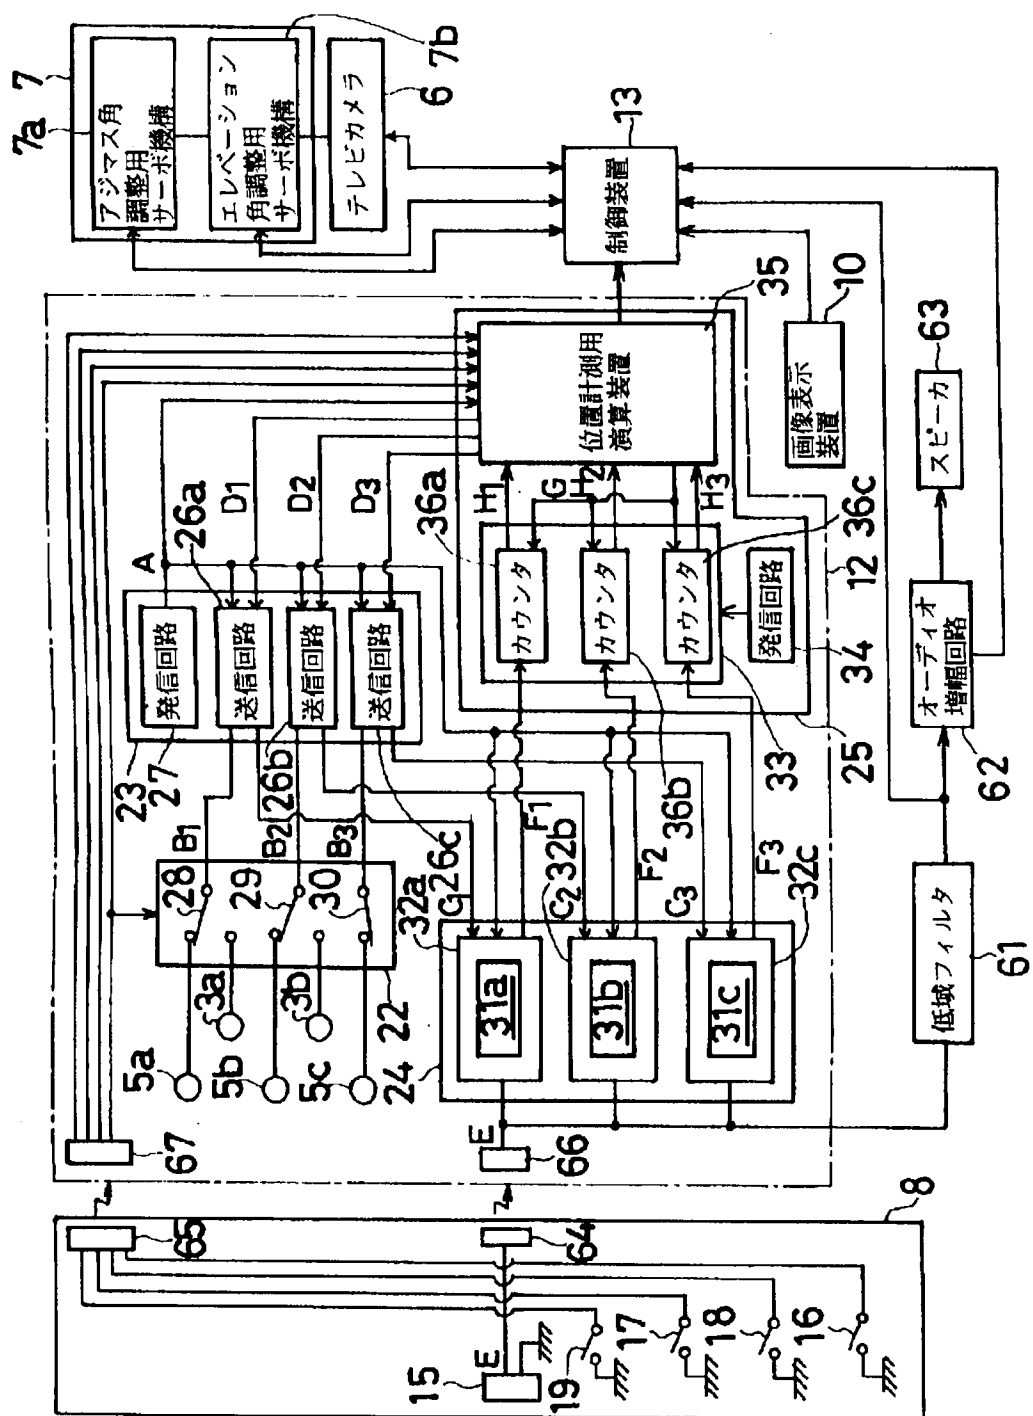 7
7a
アジマス角
調整用
サーボ機構
7b
エレベーション
角調整用
サーボ機構
テレビカメラ
6
制御装置
13
位置計測用
演算装置
35
画像表示
装置
10
スピーカ
63
オーディオ
増幅回路
62
低域フィルタ
61
12
A
D1
D2
D3
26a
23
27
発信回路
送信回路
送信回路
送信回路
26b
26c
B1
B2
B3
28
29
30
22
5a
3a
5b
3b
5c
67
36a
H1
G
H2
H3
36c
カウンタ
カウンタ
カウンタ
発信回路
34
33
25
36b
F1
F2
F3
C1
C2
C3
32a
32b
32c
31a
31b
31c
24
E
66
8
65
64
E
15
19
17
18
16